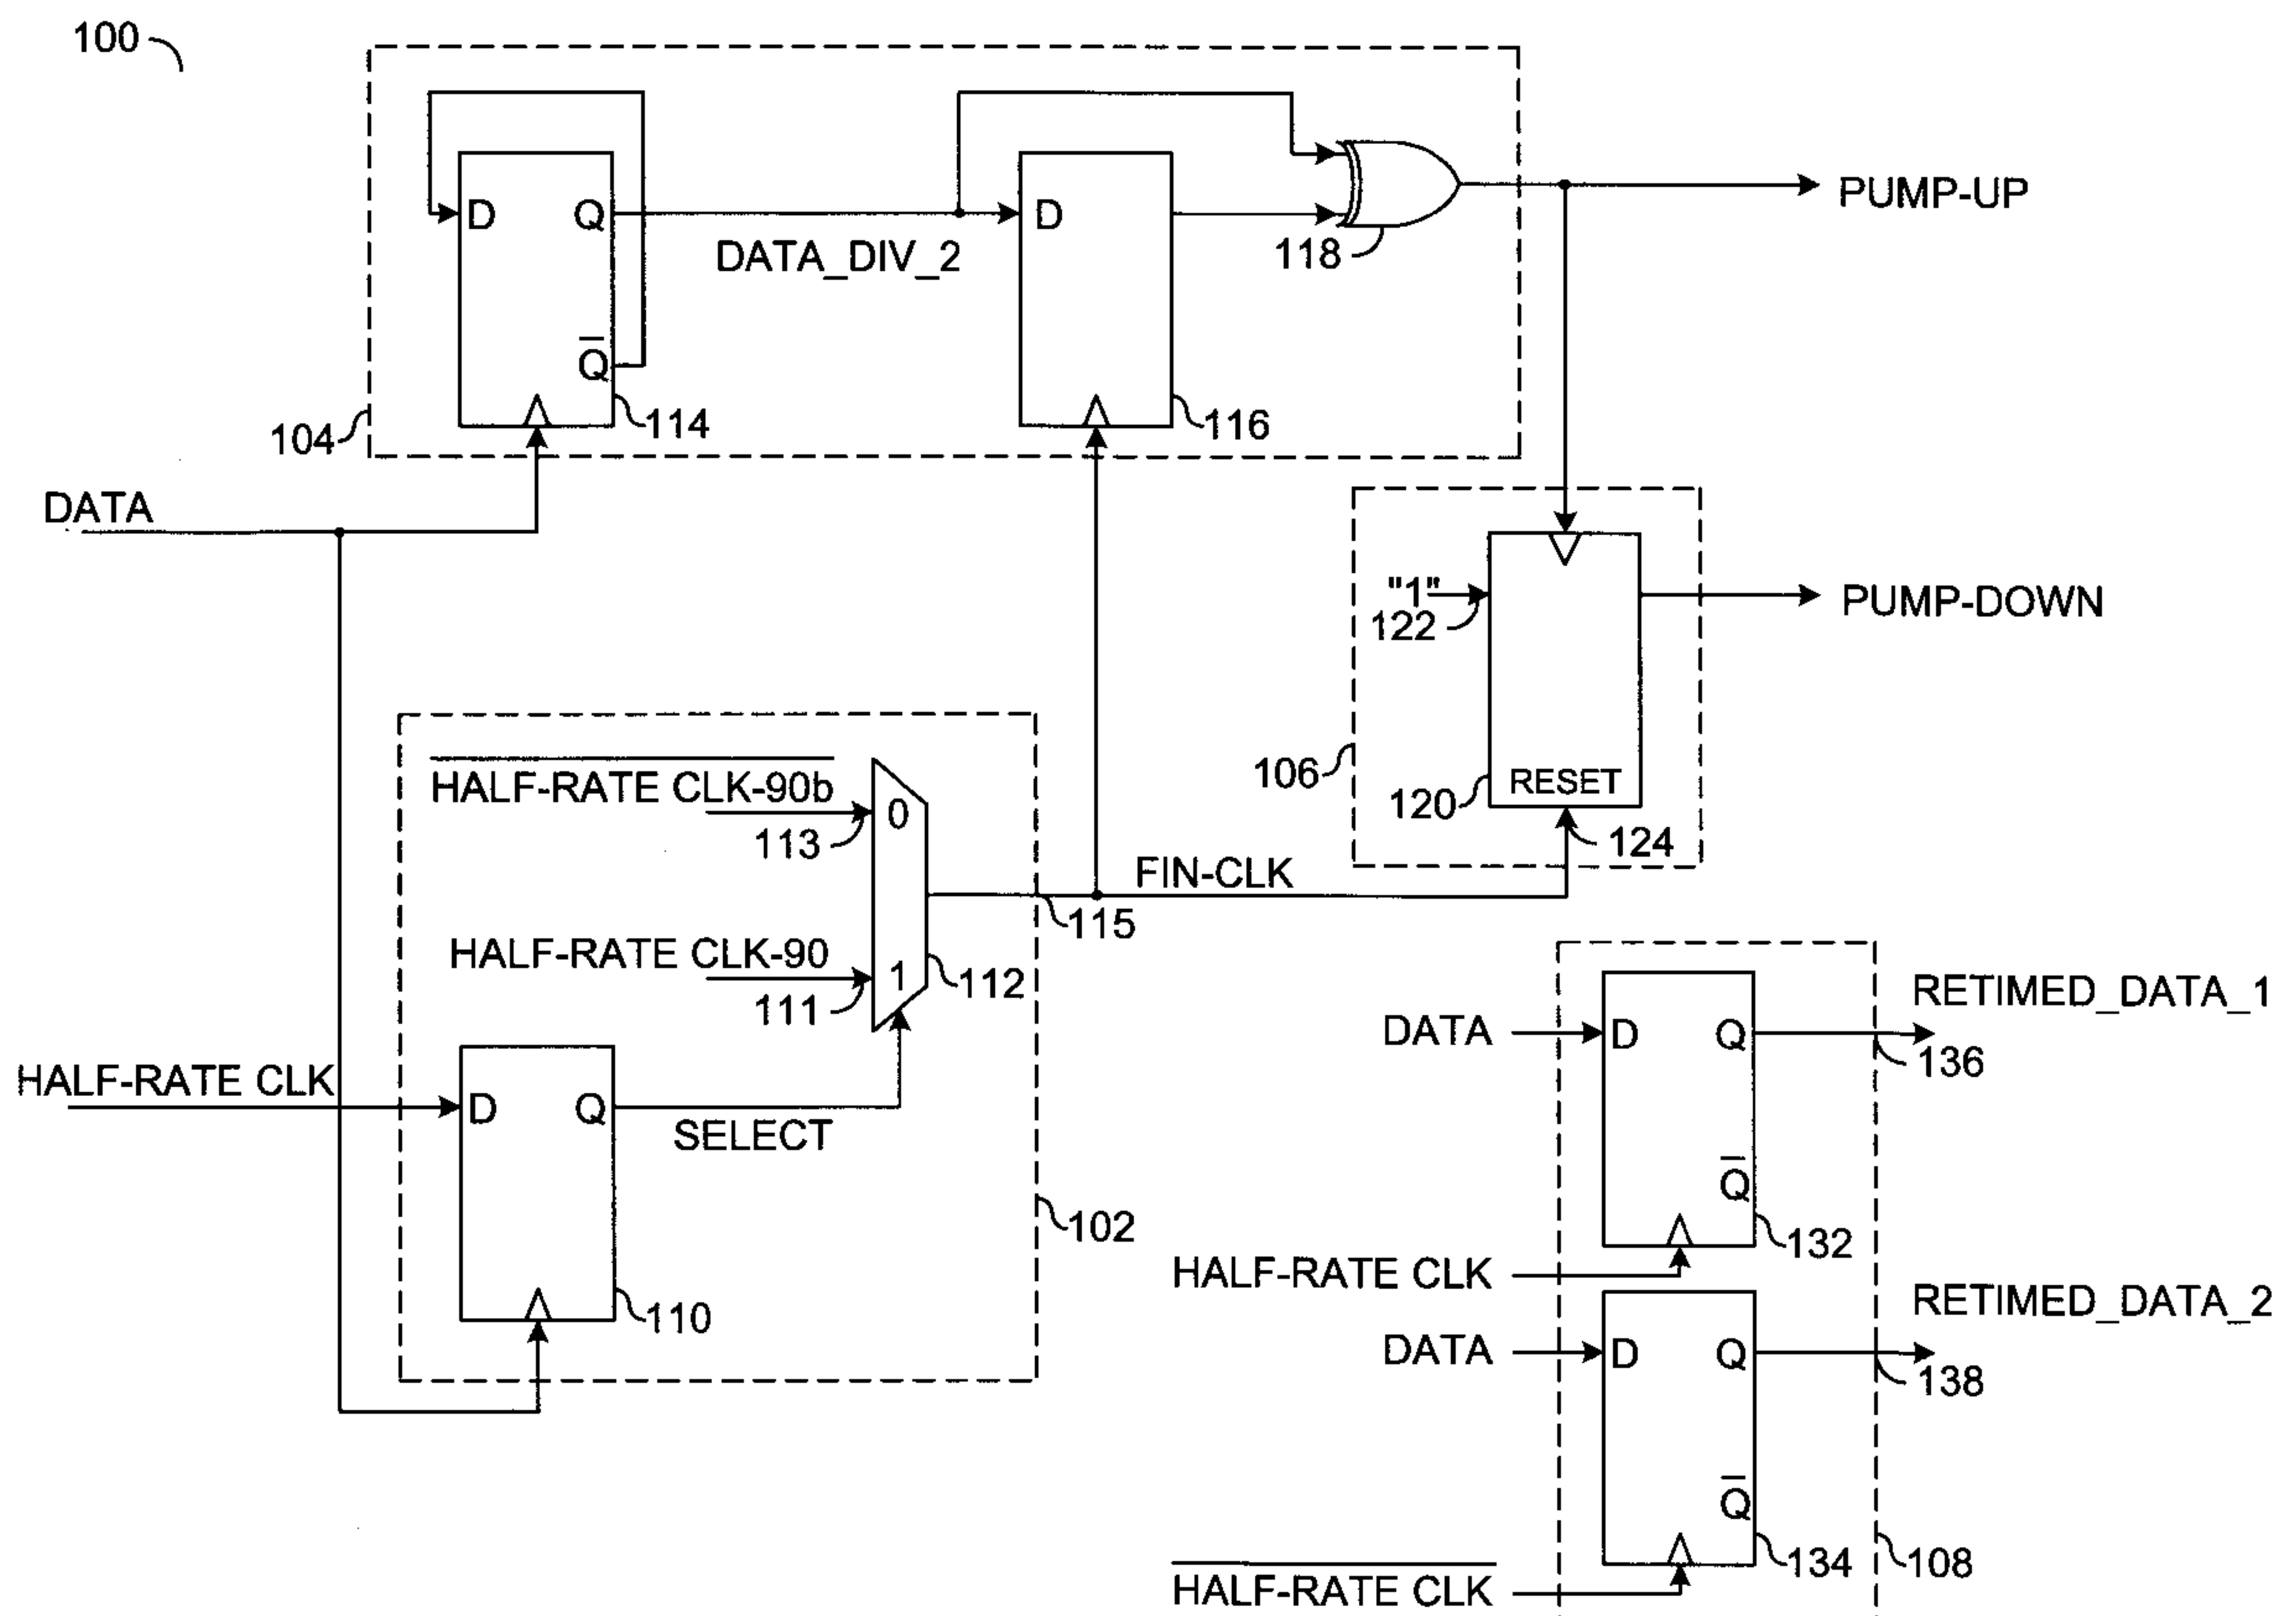 100
D
Q
DATA_DIV_2
D
118
PUMP-UP
Q
114
116
104
DATA
"1"
122
PUMP-DOWN
HALF-RATE CLK-90b
0
113
106
120
RESET
124
FIN-CLK
115
HALF-RATE CLK-90
1
111
112
DATA
D
Q
RETIMED_DATA_1
136
HALF-RATE CLK
D
Q
SELECT
Q
102
132
HALF-RATE CLK
110
RETIMED_DATA_2
DATA
D
Q
138
Q
134
108
HALF-RATE CLK